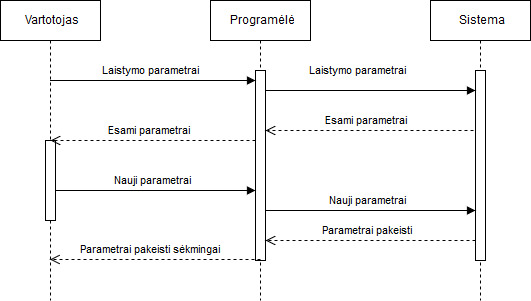 Vartotojas
Programėlė
Sistema
Laistymo parametrai
Laistymo parametrai
Esami parametrai
Esami parametrai
Nauji parametrai
Nauji parametrai
Parametrai pakeisti
Parametrai pakeisti sėkmingai